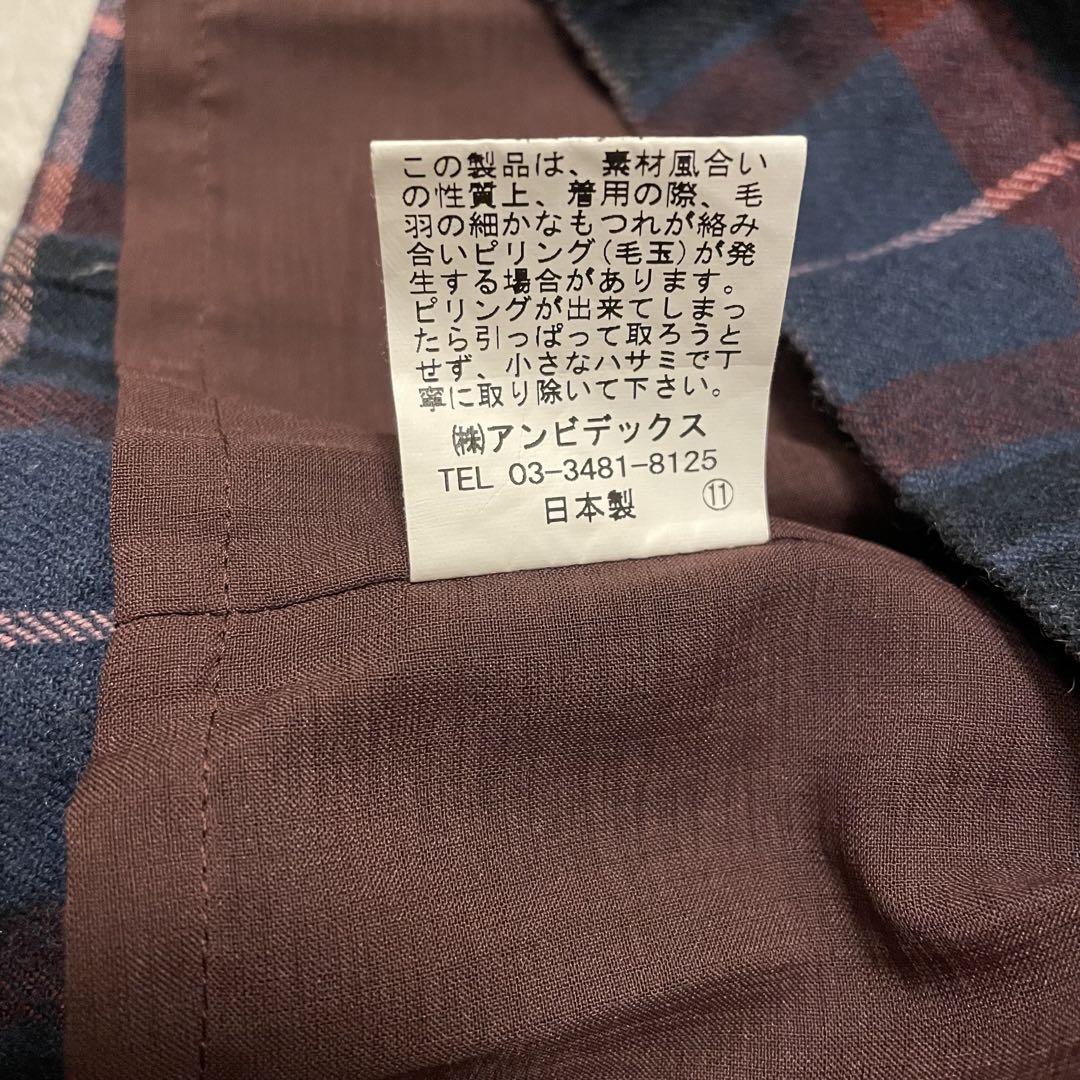 この製品は、素材風合い
の性質上、着用の際、毛
羽の細かなもつれが絡み
合いピリング(毛玉)が発
生する場合があります。
ピリングが出来てしまっ
たら引っぱって取ろうと
せず、小さなハサミで丁
寧に取り除いて下さい。
㈱アンビデックス
TEL 03-3481-8125
日本製 ⑪